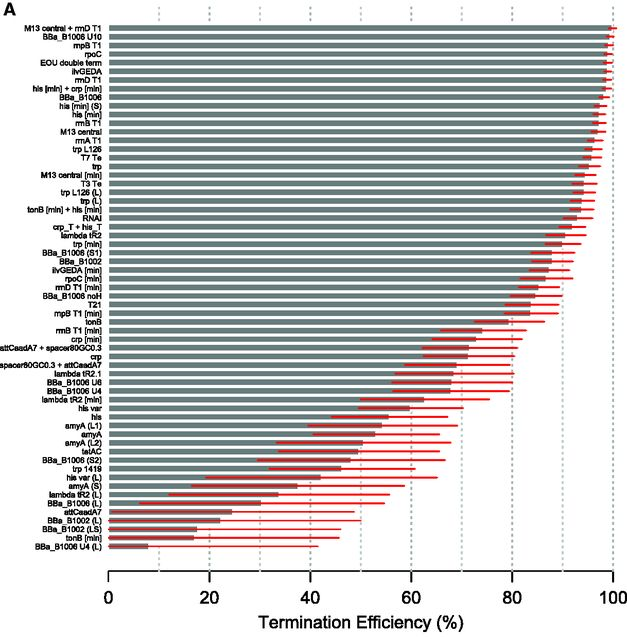 A
M13 central + rrnD T1
BBa_B1006 U10
rnpB T1
rpoC
EOU double term
ilvGEDA
rrnD T1
his [min] + crp [min]
BBa_B1006
his [min] (S)
his [min]
rrnB T1
M13 central
rrnA T1
trp L126
T7 Te
trp
M13 central [min]
T3 Te
trp L126 (L)
trp (L)
tonB [min] + his [min]
RNAI
crp_T + his_T
lambda tR2
trp [min]
BBa_B1006 (S1)
BBa_B1002
ilvGEDA [min]
rpoC [min]
rrnD T1 [min]
BBa_B1006 noH
T21
rnpB T1 [min]
tonB
rrnB T1 [min]
crp [min]
attCaadA7 + spacer80GC0.3
crp
spacer80GC0.3 + attCaadA7
lambda tR2.1
BBa_B1006 U6
BBa_B1006 U4
lambda tR2 [min]
his var
his
amyA (L1)
amyA
amyA (L2)
tetAC
BBa_B1006 (S2)
trp 1419
his var (L)
amyA (S)
lambda tR2 (L)
BBa_B1006 (L)
attCaadA7
BBa_B1002 (L)
BBa_B1002 (LS)
tonB [min]
BBa_B1006 U4 (L)
0 20 40 60 80 100
Termination Efficiency (%)